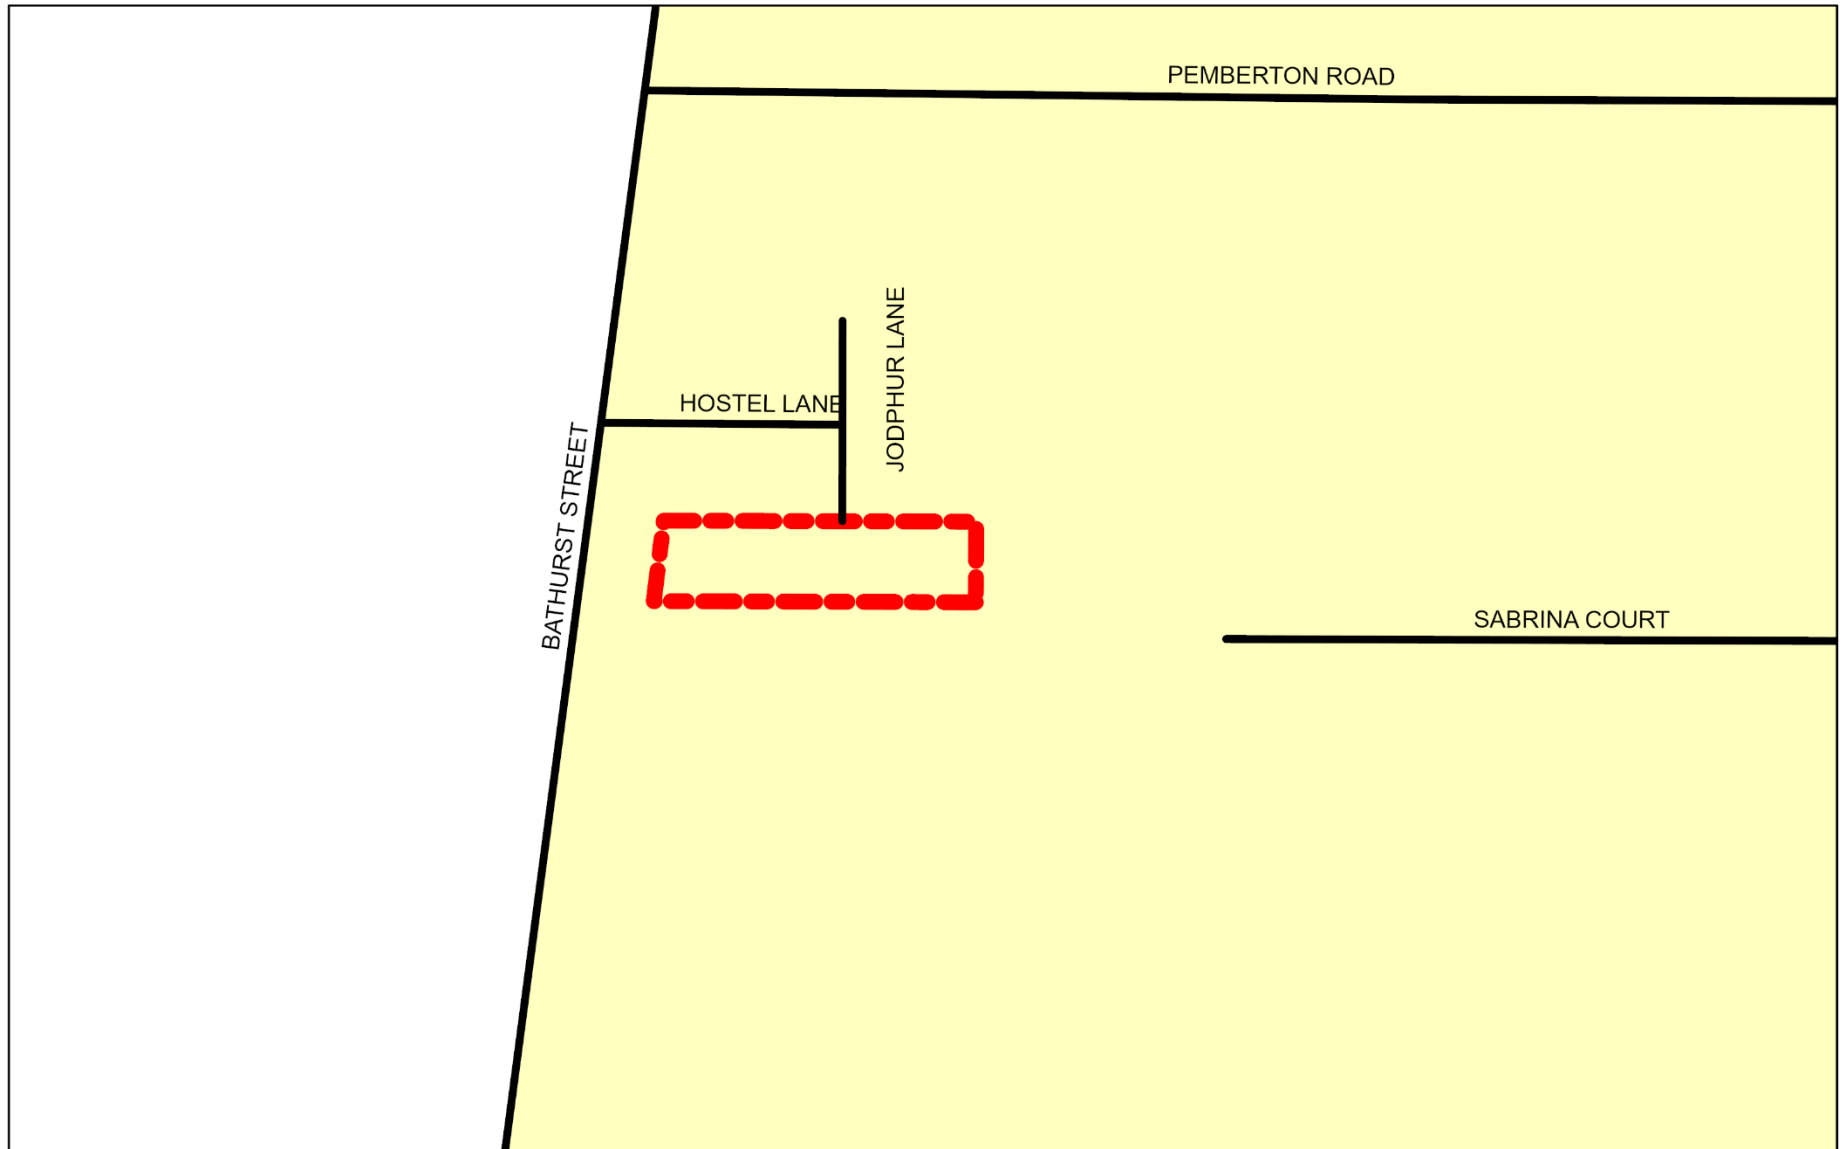 PEMBERTON ROAD
JODPHUR LANE
HOSTEL LANE
BATHURST STREET
SABRINA COURT